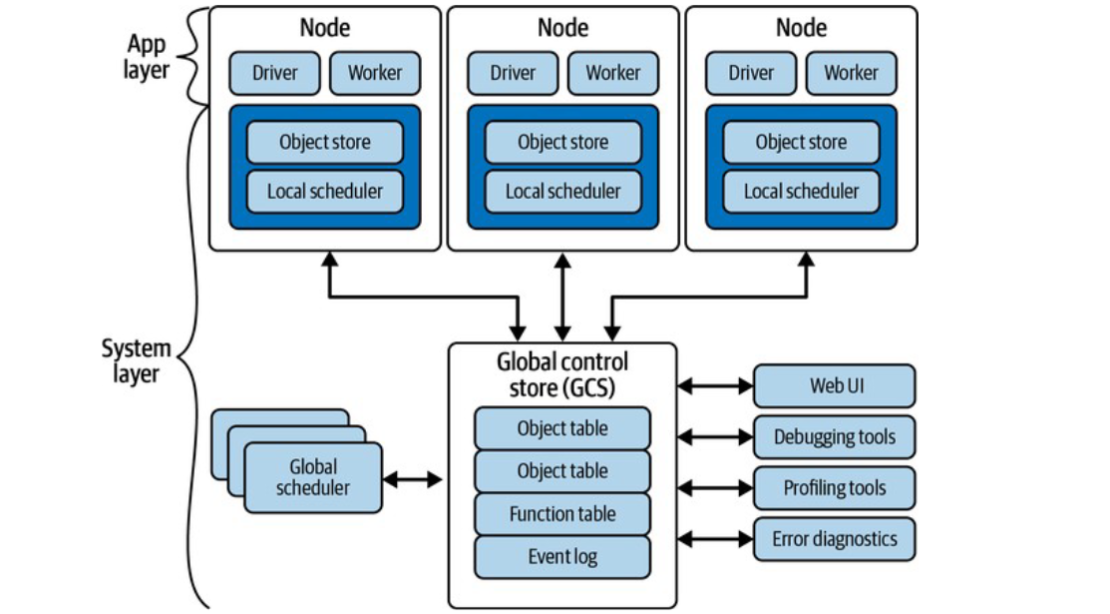 App
layer
Node
Driver
Worker
Object store
Local scheduler
Node
Driver
Worker
Object store
Local scheduler
Node
Driver
Worker
Object store
Local scheduler
System
layer
Global control
store (GCS)
Object table
Object table
Function table
Event log
Global
scheduler
Web UI
Debugging tools
Profiling tools
Error diagnostics